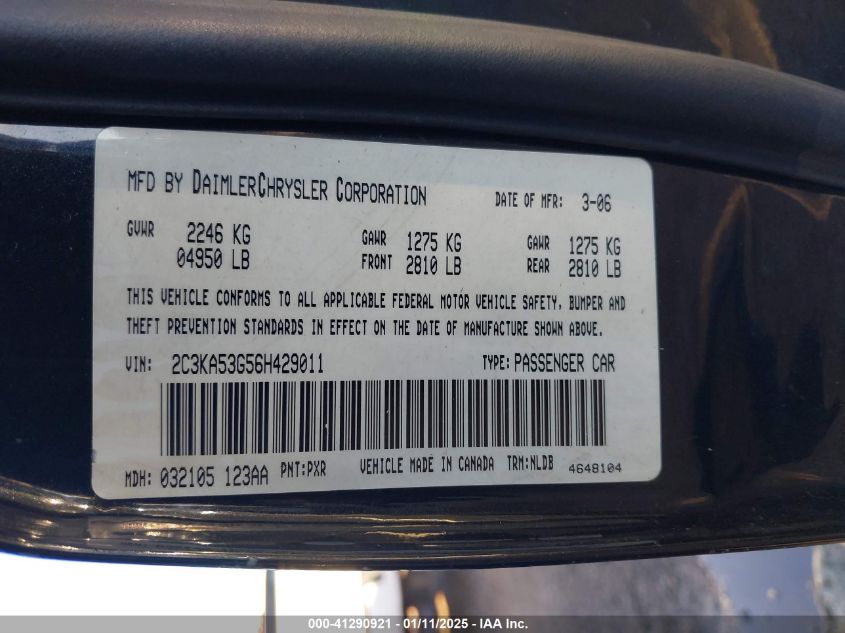 MFD BY DAIMLERCHRYSLER CORPORATION DATE OF MFR: 3-06
GVWR 2246 KG GAWR 1275 KG GAWR 1275 KG
04950 LB FRONT 2810 LB REAR 2810 LB
THIS VEHICLE CONFORMS TO ALL APPLICABLE FEDERAL MOTOR VEHICLE SAFETY, BUMPER AND
THEFT PREVENTION STANDARDS IN EFFECT ON THE DATE OF MANUFACTURE SHOWN ABOVE.
VIN: 2C3KA53G56H429011 TYPE: PASSENGER CAR
MDH: 032105 123AA PNT:PXR VEHICLE MADE IN CANADA TRM:NLDB 4648104
000-41290921 - 01/11/2025 - IAA Inc.